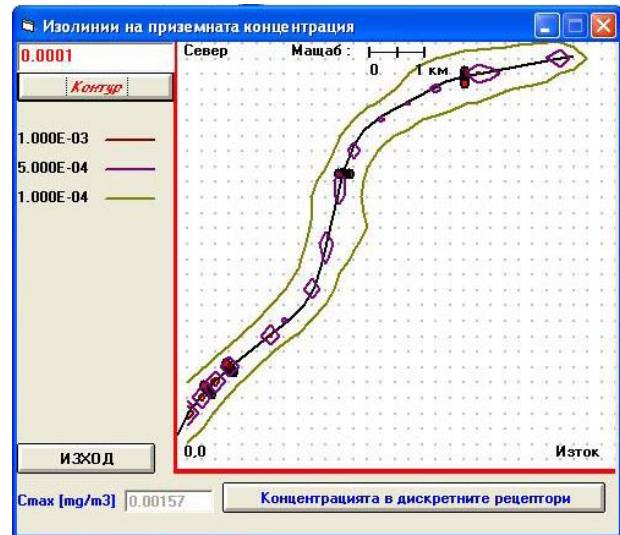 Изолинии на приземната концентрация
0.0001
Контур
1.000E-03
5.000E-04
1.000E-04
Север
Мащаб :
0 1 км
0,0
Изток
ИЗХОД
Cmax [mg/m3] 0.00157
Концентрацията в дискретните рецептори